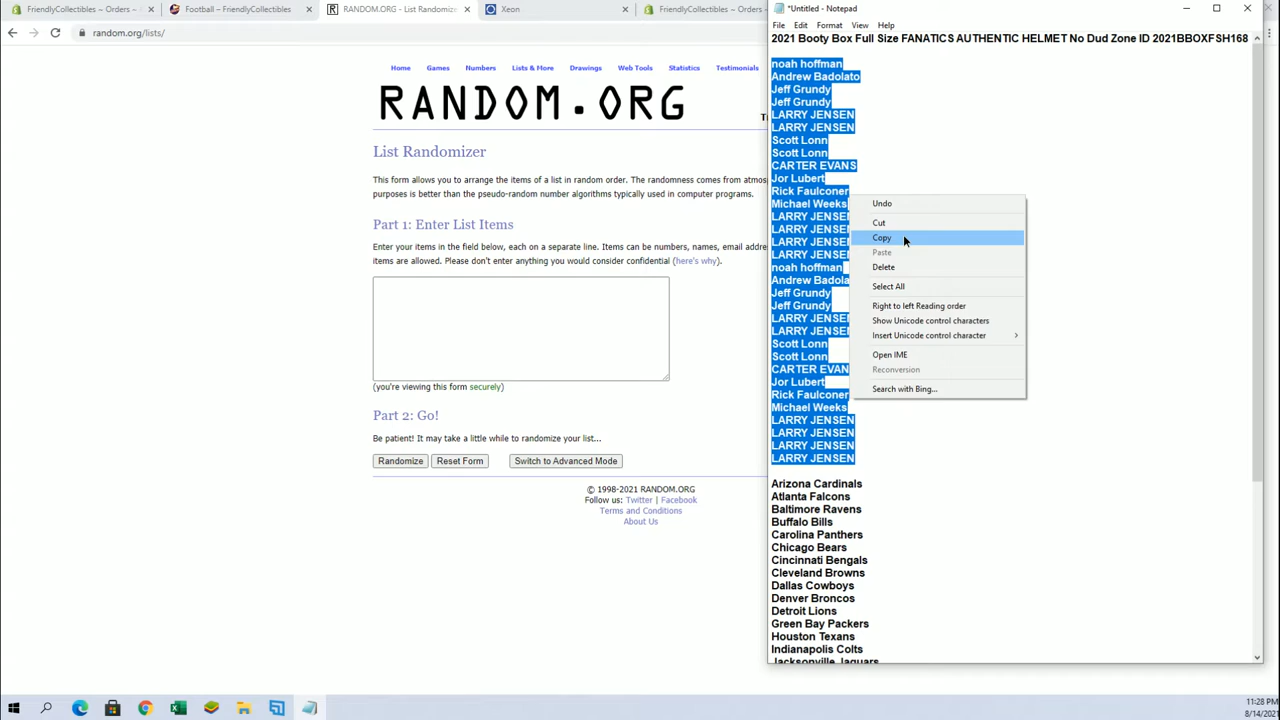 FriendlyCollectibles – Orders –
Football – FriendlyCollectibles
RANDOM.ORG - List Randomize
Xeon
FriendlyCollectibles – Orders –
random.org/lists/
Home
Games
Numbers
Lists & More
Drawings
Web Tools
Statistics
Testimonials
RANDOM.ORG
List Randomizer
This form allows you to arrange the items of a list in random order. The randomness comes from atmos
purposes is better than the pseudo-random number algorithms typically used in computer programs.
Part 1: Enter List Items
Enter your items in the field below, each on a separate line. Items can be numbers, names, email addre
items are allowed. Please don't enter anything you would consider confidential (here's why).
(you're viewing this form securely)
Part 2: Go!
Be patient! It may take a little while to randomize your list...
Randomize
Reset Form
Switch to Advanced Mode
© 1998-2021 RANDOM.ORG
Follow us: Twitter | Facebook
Terms and Conditions
About Us
*Untitled - Notepad
File Edit Format View Help
2021 Booty Box Full Size FANATICS AUTHENTIC HELMET No Dud Zone ID 2021BBOXFSH168
noah hoffman
Andrew Badolato
Jeff Grundy
Jeff Grundy
LARRY JENSEN
LARRY JENSEN
Scott Lonn
Scott Lonn
CARTER EVANS
Jor Lubert
Rick Faulconer
Michael Weeks
LARRY JENSE
LARRY JENSE
LARRY JENSE
LARRY JENSE
noah hoffman
Andrew Badola
Jeff Grundy
Jeff Grundy
LARRY JENSE
LARRY JENSE
Scott Lonn
Scott Lonn
CARTER EVAN
Jor Lubert
Rick Faulconer
Michael Weeks
LARRY JENSEN
LARRY JENSEN
LARRY JENSEN
LARRY JENSEN
Arizona Cardinals
Atlanta Falcons
Baltimore Ravens
Buffalo Bills
Carolina Panthers
Chicago Bears
Cincinnati Bengals
Cleveland Browns
Dallas Cowboys
Denver Broncos
Detroit Lions
Green Bay Packers
Houston Texans
Indianapolis Colts
Jacksonville Jaguars
Undo
Cut
Copy
Paste
Delete
Select All
Right to left Reading order
Show Unicode control characters
Insert Unicode control character
Open IME
Reconversion
Search with Bing...
11:28 PM
8/14/2021